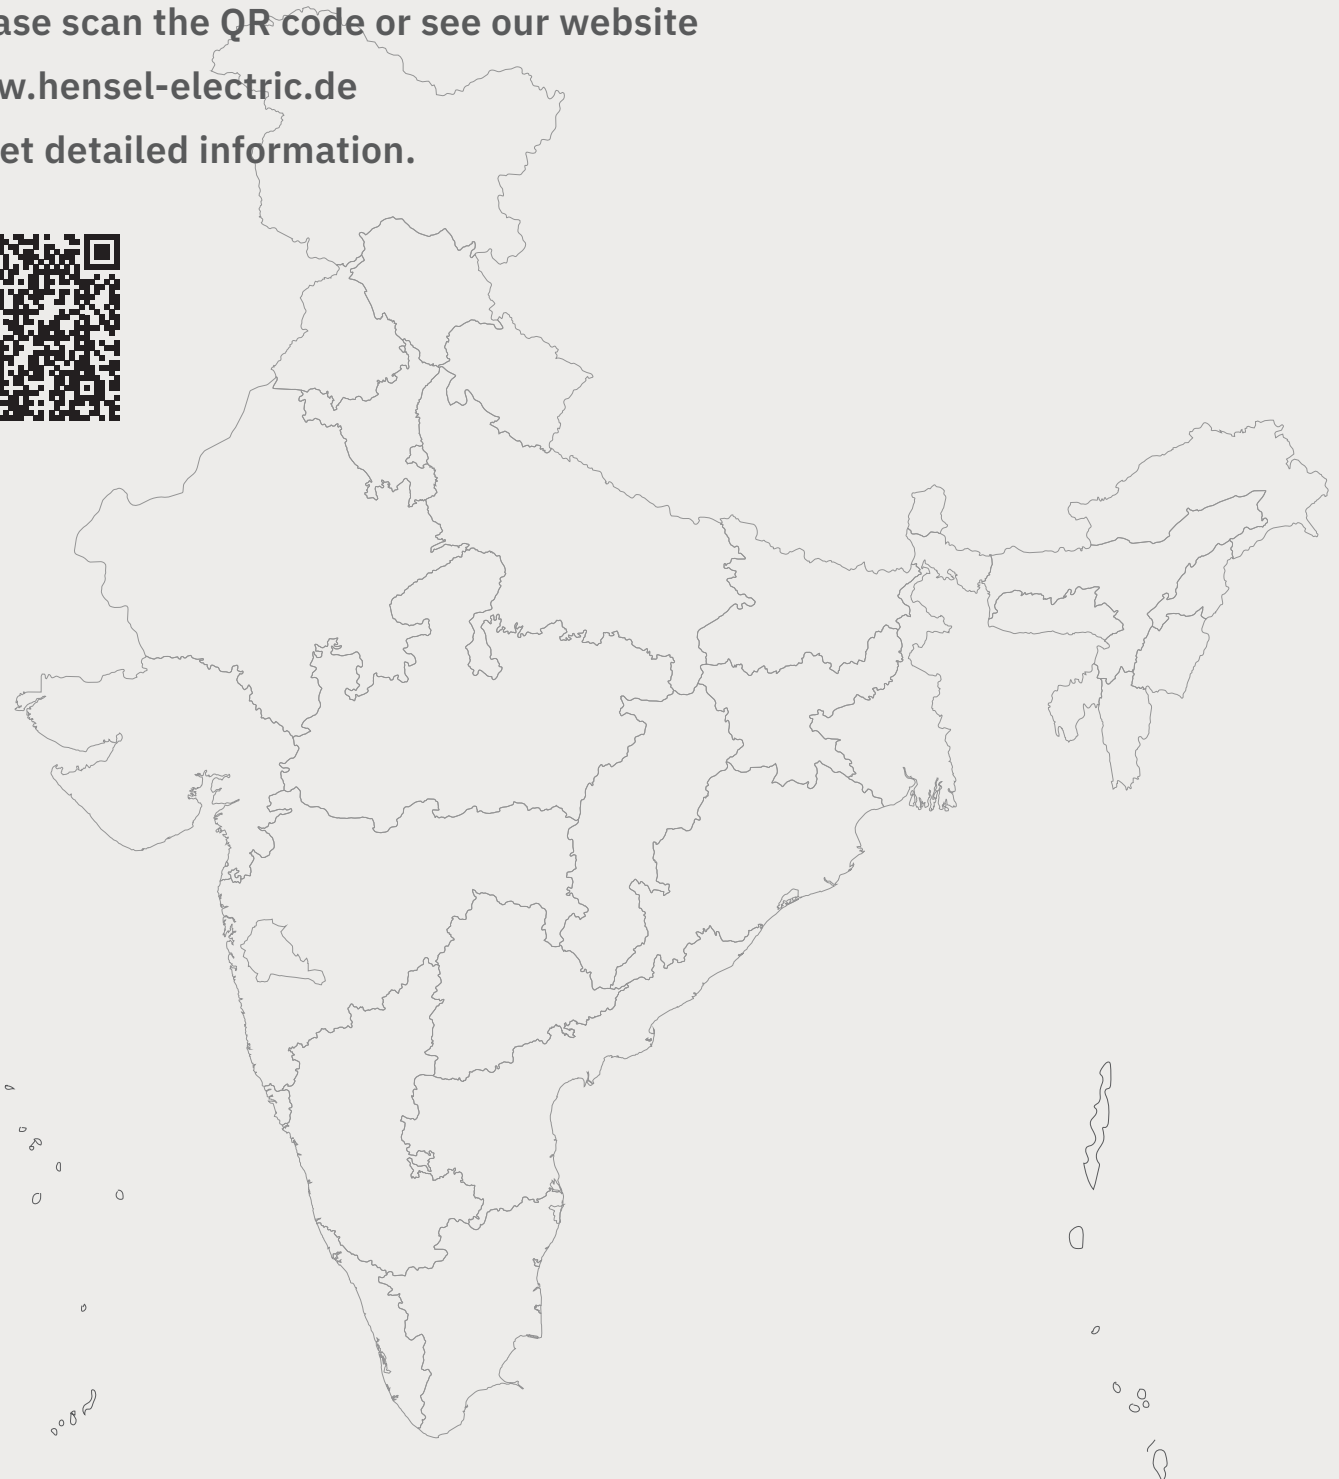 ase scan the QR code or see our website
w.hensel-electric.de
et detailed information.